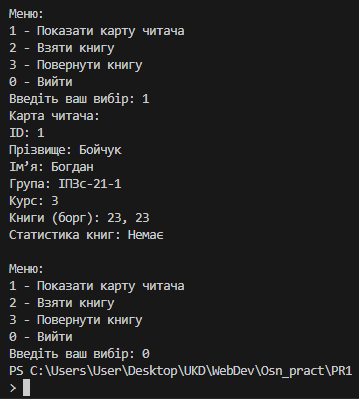 Меню:
1 - Показати карту читача
2 - Взяти книгу
3 - Повернути книгу
0 - Вийти
Введіть ваш вибір: 1
Карта читача:
ID: 1
Прізвище: Бойчук
Ім’я: Богдан
Група: ІПЗс-21-1
Курс: 3
Книги (борг): 23, 23
Статистика книг: Немає
Меню:
1 - Показати карту читача
2 - Взяти книгу
3 - Повернути книгу
0 - Вийти
Введіть ваш вибір: 0
PS C:\Users\User\Desktop\UKD\WebDev\Osn_pract\PR1
>